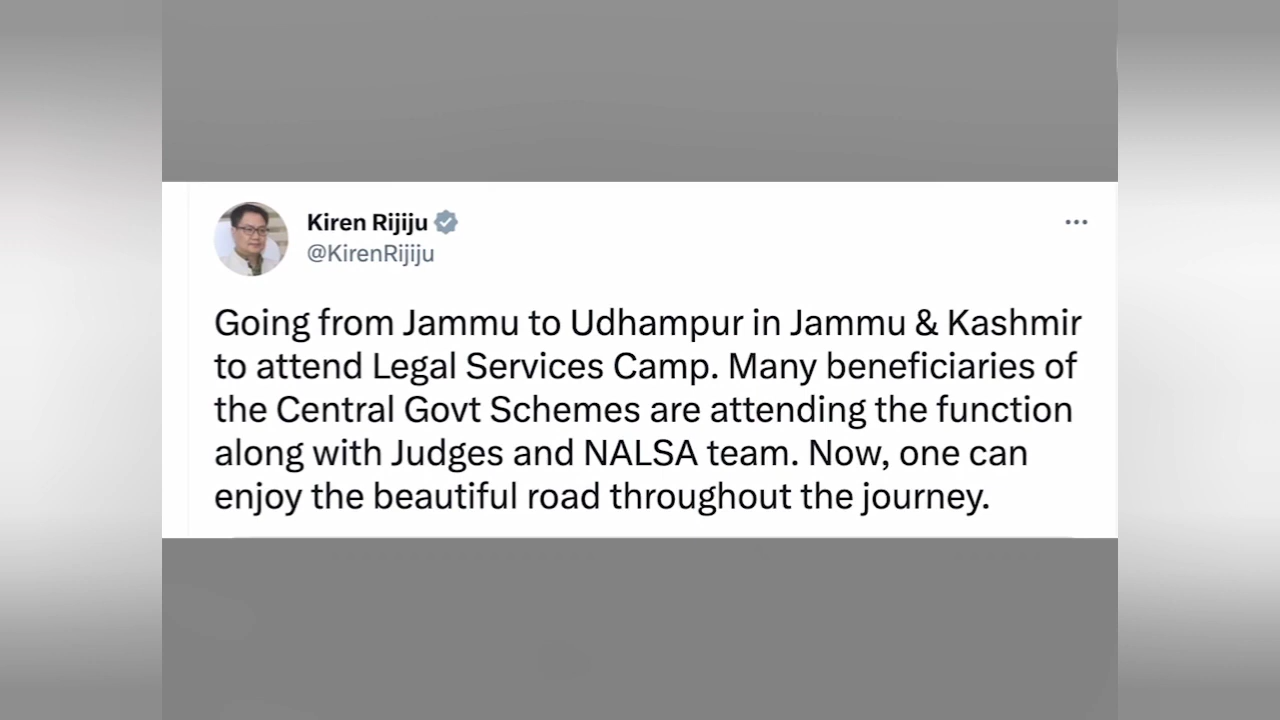 Kiren Rijiju
@KirenRijiju
Going from Jammu to Udhampur in Jammu & Kashmir
to attend Legal Services Camp. Many beneficiaries of
the Central Govt Schemes are attending the function
along with Judges and NALSA team. Now, one can
enjoy the beautiful road throughout the journey.